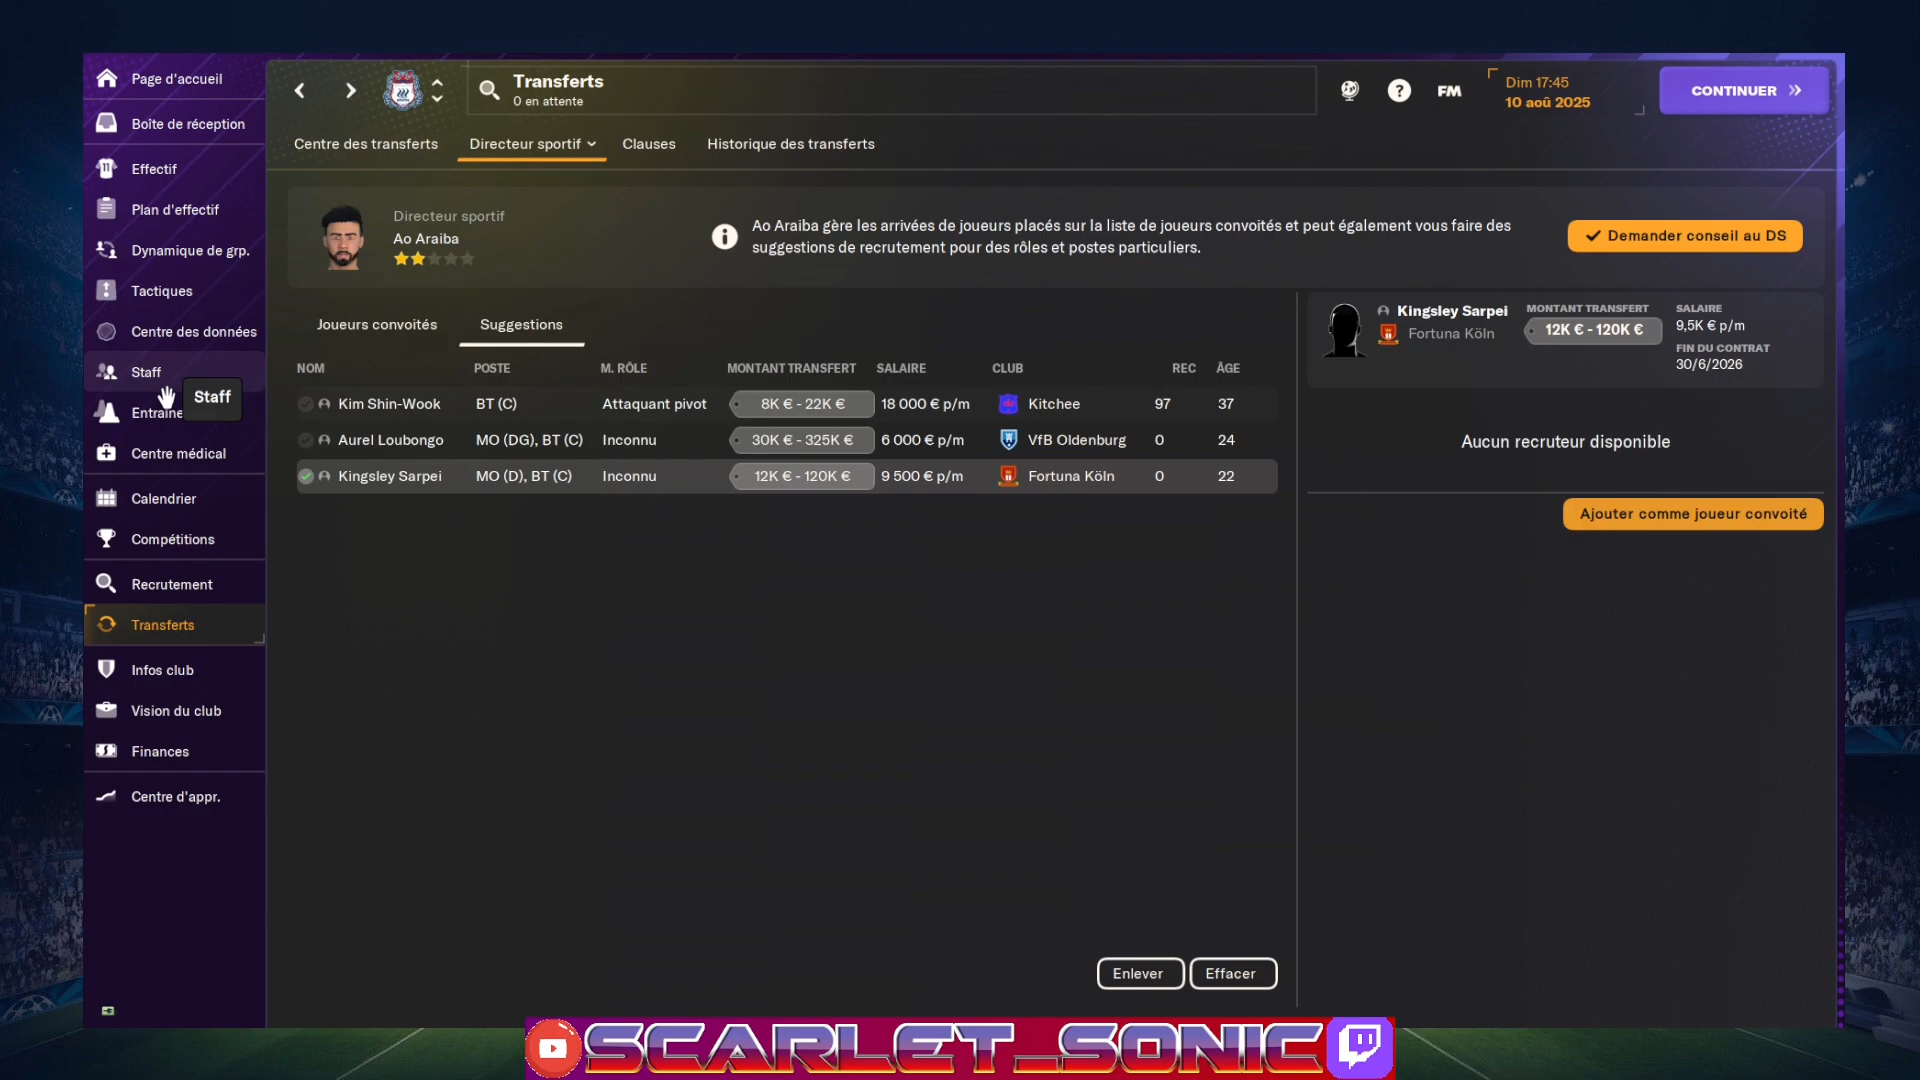 Page d'accueil
Boîte de réception
Effectif
Plan d'effectif
Dynamique de grp.
Tactiques
Centre des données
Staff
Staff
Entraîne
Centre médical
Calendrier
Compétitions
Recrutement
Transferts
Infos club
Vision du club
Finances
Centre d'appr.
Transferts
0 en attente
?
FM
Dim 17:45
10 aoû 2025
CONTINUER
Centre des transferts
Directeur sportif
Clauses
Historique des transferts
Directeur sportif
Ao Araiba
Ao Araiba gère les arrivées de joueurs placés sur la liste de joueurs convoités et peut également vous faire des
suggestions de recrutement pour des rôles et postes particuliers.
Demander conseil au DS
Joueurs convoités
Suggestions
NOM POSTE M. RÔLE MONTANT TRANSFERT SALAIRE CLUB REC ÂGE
Kim Shin-Wook BT (C) Attaquant pivot 8K € - 22K € 18 000 € p/m Kitchee 97 37
Aurel Loubongo MO (DG), BT (C) Inconnu 30K € - 325K € 6 000 € p/m VfB Oldenburg 0 24
Kingsley Sarpei MO (D), BT (C) Inconnu 12K € - 120K € 9 500 € p/m Fortuna Köln 0 22
Kingsley Sarpei
Fortuna Köln
MONTANT TRANSFERT
12K € - 120K €
SALAIRE
9,5K € p/m
FIN DU CONTRAT
30/6/2026
Aucun recruteur disponible
Ajouter comme joueur convoité
Enlever
Effacer
SCARLET_SONIC